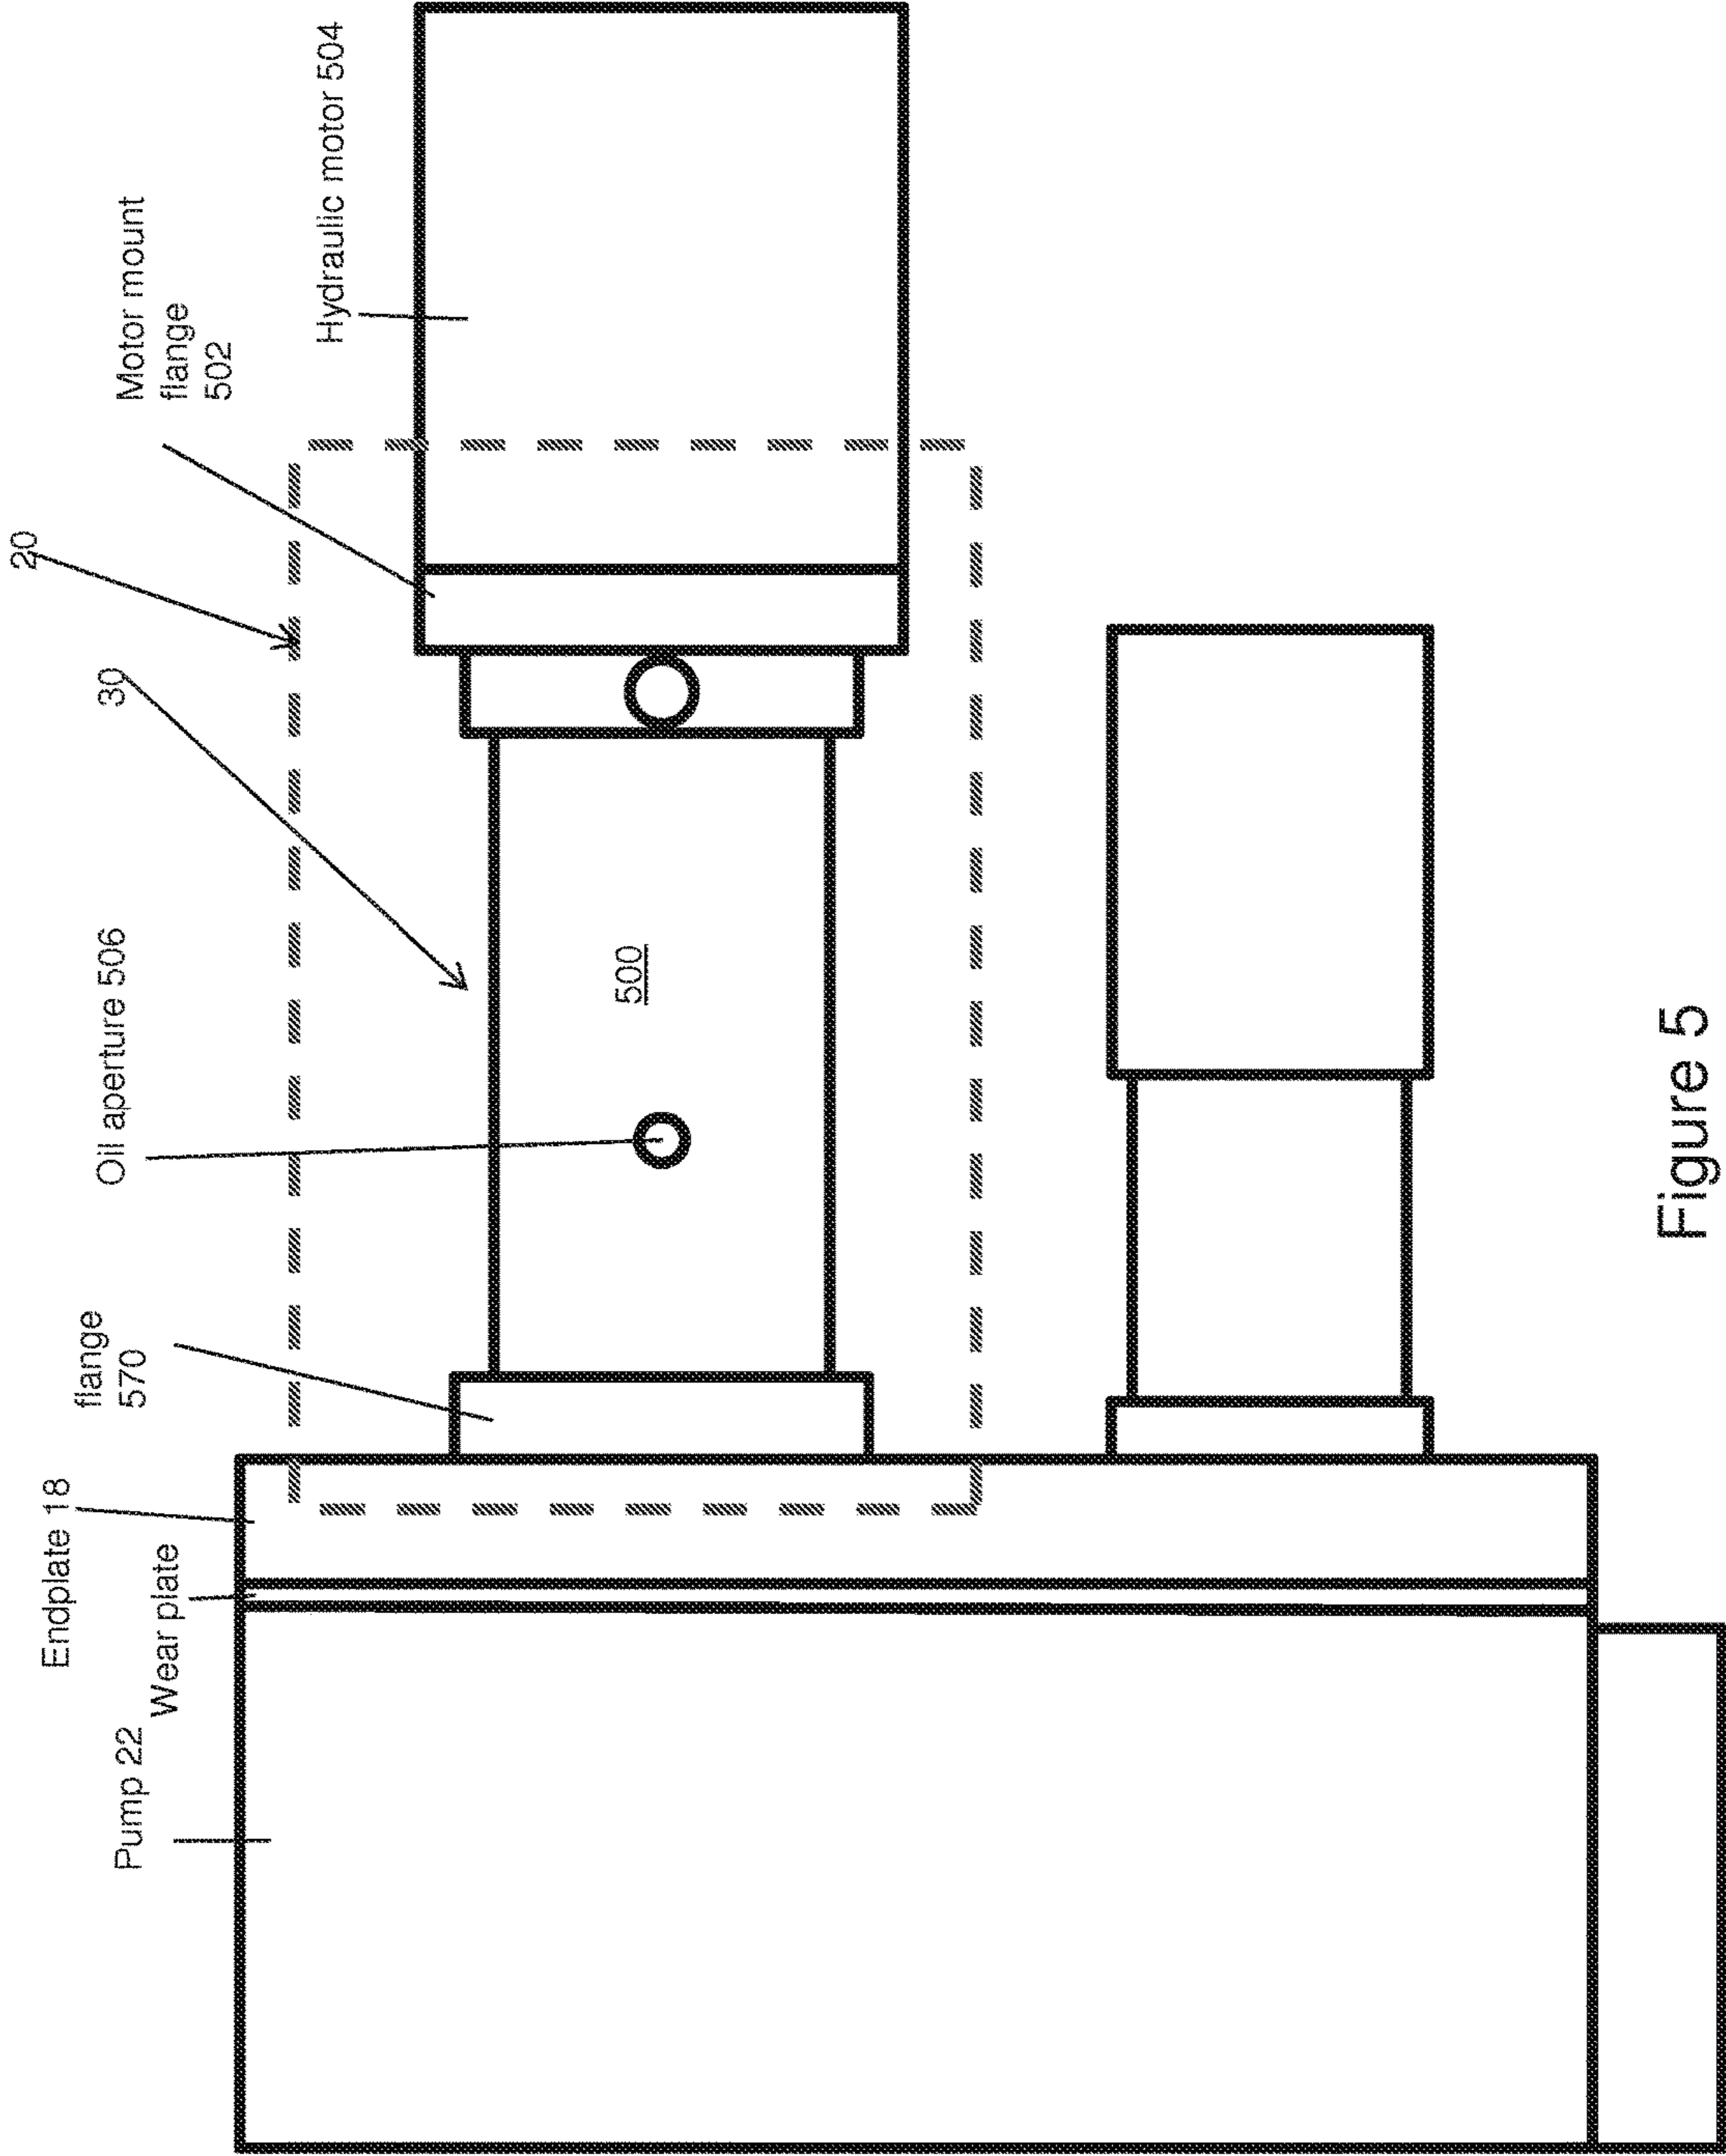 Pump 22
Wear plate
Endplate 18
flange
570
Oil aperture 506
30
20
Motor mount
flange
502
Hydraulic motor 504
500
Figure 5